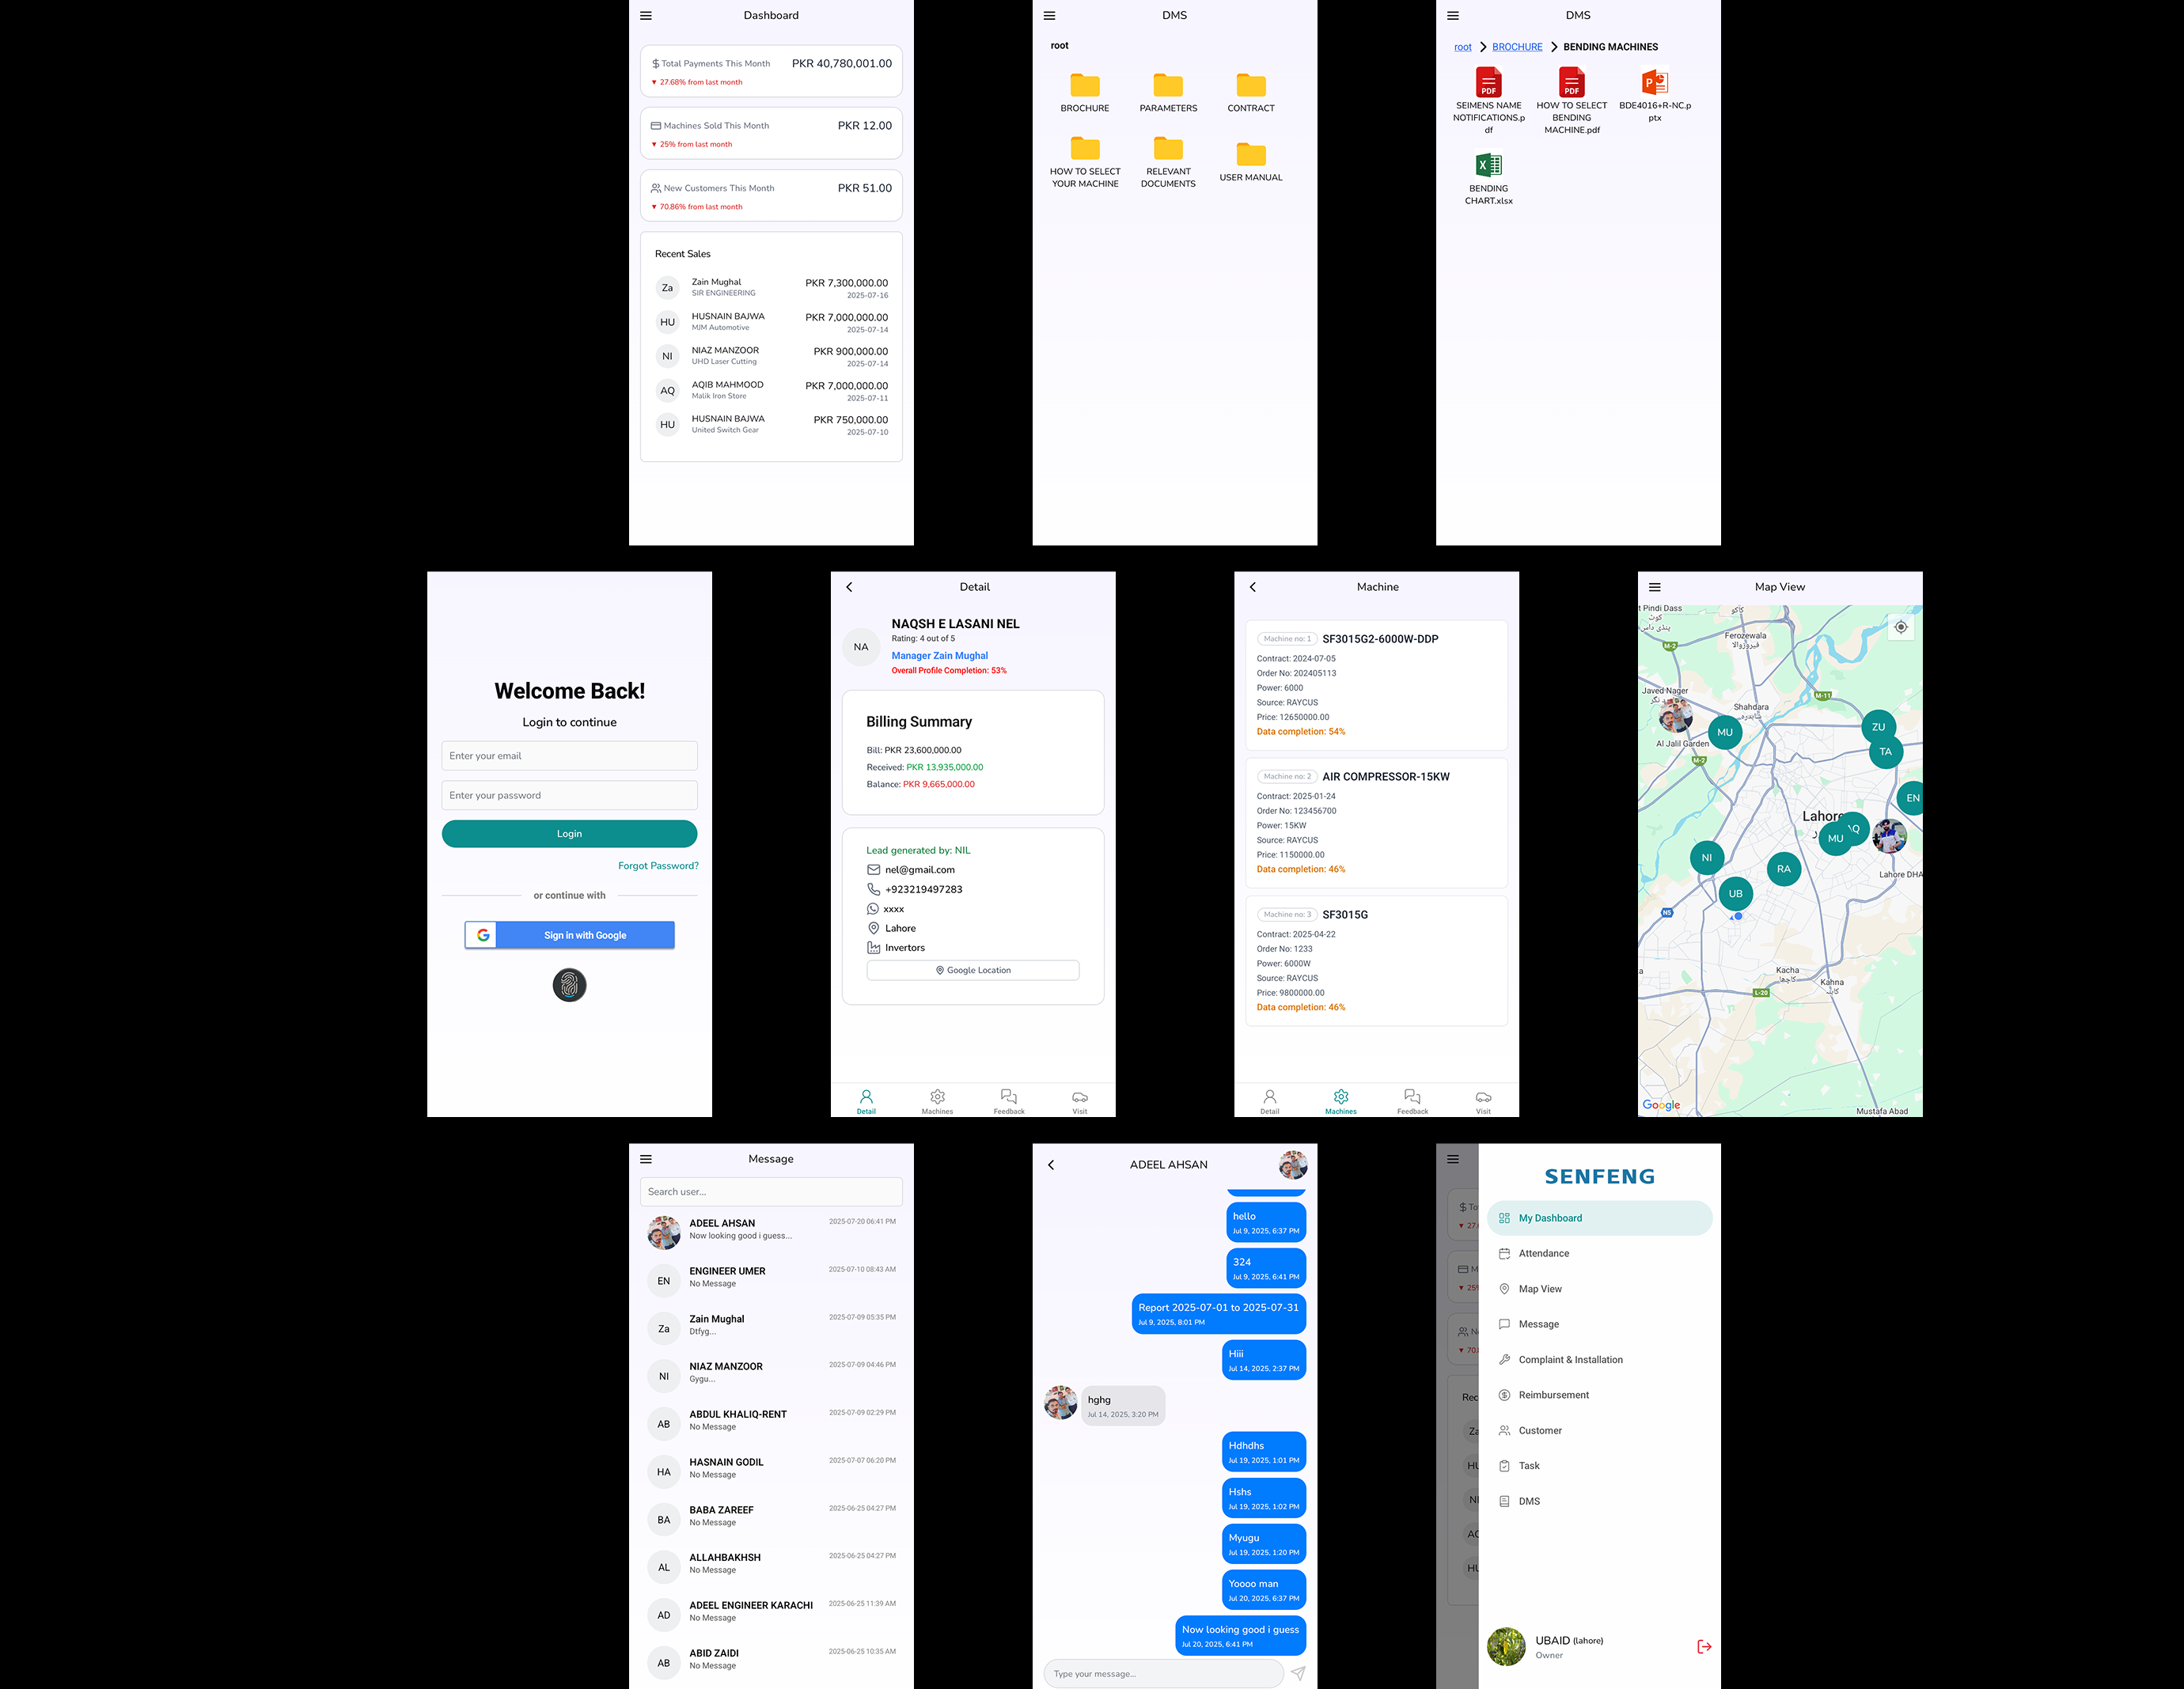 Dashboard
Total Payments This Month PKR 40,780,001.00
▼ 27.68% from last month
Machines Sold This Month PKR 12.00
▼ 25% from last month
New Customers This Month PKR 51.00
▼ 70.86% from last month
Recent Sales
Za Zain Mughal PKR 7,300,000.00
SIR ENGINEERING 2025-07-16
HU HUSNAIN BAJWA PKR 7,000,000.00
MJM Automotive 2025-07-14
NI NIAZ MANZOOR PKR 900,000.00
UHD Laser Cutting 2025-07-14
AQ AQIB MAHMOOD PKR 7,000,000.00
Malik Iron Store 2025-07-11
HU HUSNAIN BAJWA PKR 750,000.00
United Switch Gear 2025-07-10
DMS
root
BROCHURE PARAMETERS CONTRACT
HOW TO SELECT
YOUR MACHINE
RELEVANT
DOCUMENTS
USER MANUAL
DMS
root > BROCHURE > BENDING MACHINES
PDF
SEIMENS NAME
NOTIFICATIONS.p
df
PDF
HOW TO SELECT
BENDING
MACHINE.pdf
P
BDE4016+R-NC.p
ptx
X
BENDING
CHART.xlsx
Welcome Back!
Login to continue
Enter your email
Enter your password
Login
Forgot Password?
or continue with
G Sign in with Google
Detail
NA
NAQSH E LASANI NEL
Rating: 4 out of 5
Manager Zain Mughal
Overall Profile Completion: 53%
Billing Summary
Bill: PKR 23,600,000.00
Received: PKR 13,935,000.00
Balance: PKR 9,665,000.00
Lead generated by: NIL
nel@gmail.com
+923219497283
xxxx
Lahore
Invertors
Google Location
Detail Machines Feedback Visit
Machine
Machine no: 1 SF3015G2-6000W-DDP
Contract: 2024-07-05
Order No: 202405113
Power: 6000
Source: RAYCUS
Price: 12650000.00
Data completion: 54%
Machine no: 2 AIR COMPRESSOR-15KW
Contract: 2025-01-24
Order No: 123456700
Power: 15KW
Source: RAYCUS
Price: 1150000.00
Data completion: 46%
Machine no: 3 SF3015G
Contract: 2025-04-22
Order No: 1233
Power: 6000W
Source: RAYCUS
Price: 9800000.00
Data completion: 46%
Detail Machines Feedback Visit
Map View
t Pindi Dass
کوٹ
پنڈی داس
کاکو
Ferozewala
فیروزوالا
M-2
Javed Nager
M-11
Shahdara
شاہدرہ
MU
ZU
TA
Al Jalil Garden
M-2
EN
Lahore
AQ
MU
NI
RA
Lahore DHA
UB
N5
Kacha
کاچھا
Kahna
کاہنہ
L-20
Google
Mustafa Abad
Message
Search user...
ADEEL AHSAN 2025-07-20 06:41 PM
Now looking good i guess...
EN ENGINEER UMER 2025-07-10 08:43 AM
No Message
Za Zain Mughal 2025-07-09 05:35 PM
Dtfyg...
NI NIAZ MANZOOR 2025-07-09 04:46 PM
Gygu...
AB ABDUL KHALIQ-RENT 2025-07-09 02:29 PM
No Message
HA HASNAIN GODIL 2025-07-07 06:20 PM
No Message
BA BABA ZAREEF 2025-06-25 04:27 PM
No Message
AL ALLAHBAKHSH 2025-06-25 04:27 PM
No Message
AD ADEEL ENGINEER KARACHI 2025-06-25 11:39 AM
No Message
AB ABID ZAIDI 2025-06-25 10:35 AM
No Message
ADEEL AHSAN
hello
Jul 9, 2025, 6:37 PM
324
Jul 9, 2025, 6:41 PM
Report 2025-07-01 to 2025-07-31
Jul 9, 2025, 8:01 PM
Hiii
Jul 14, 2025, 2:37 PM
hghg
Jul 14, 2025, 3:20 PM
Hdhdhs
Jul 19, 2025, 1:01 PM
Hshs
Jul 19, 2025, 1:02 PM
Myugu
Jul 19, 2025, 1:20 PM
Yoooo man
Jul 20, 2025, 6:37 PM
Now looking good i guess
Jul 20, 2025, 6:41 PM
Type your message...
SENFENG
My Dashboard
Attendance
Map View
Message
Complaint & Installation
Reimbursement
Customer
Task
DMS
UBAID (lahore)
Owner